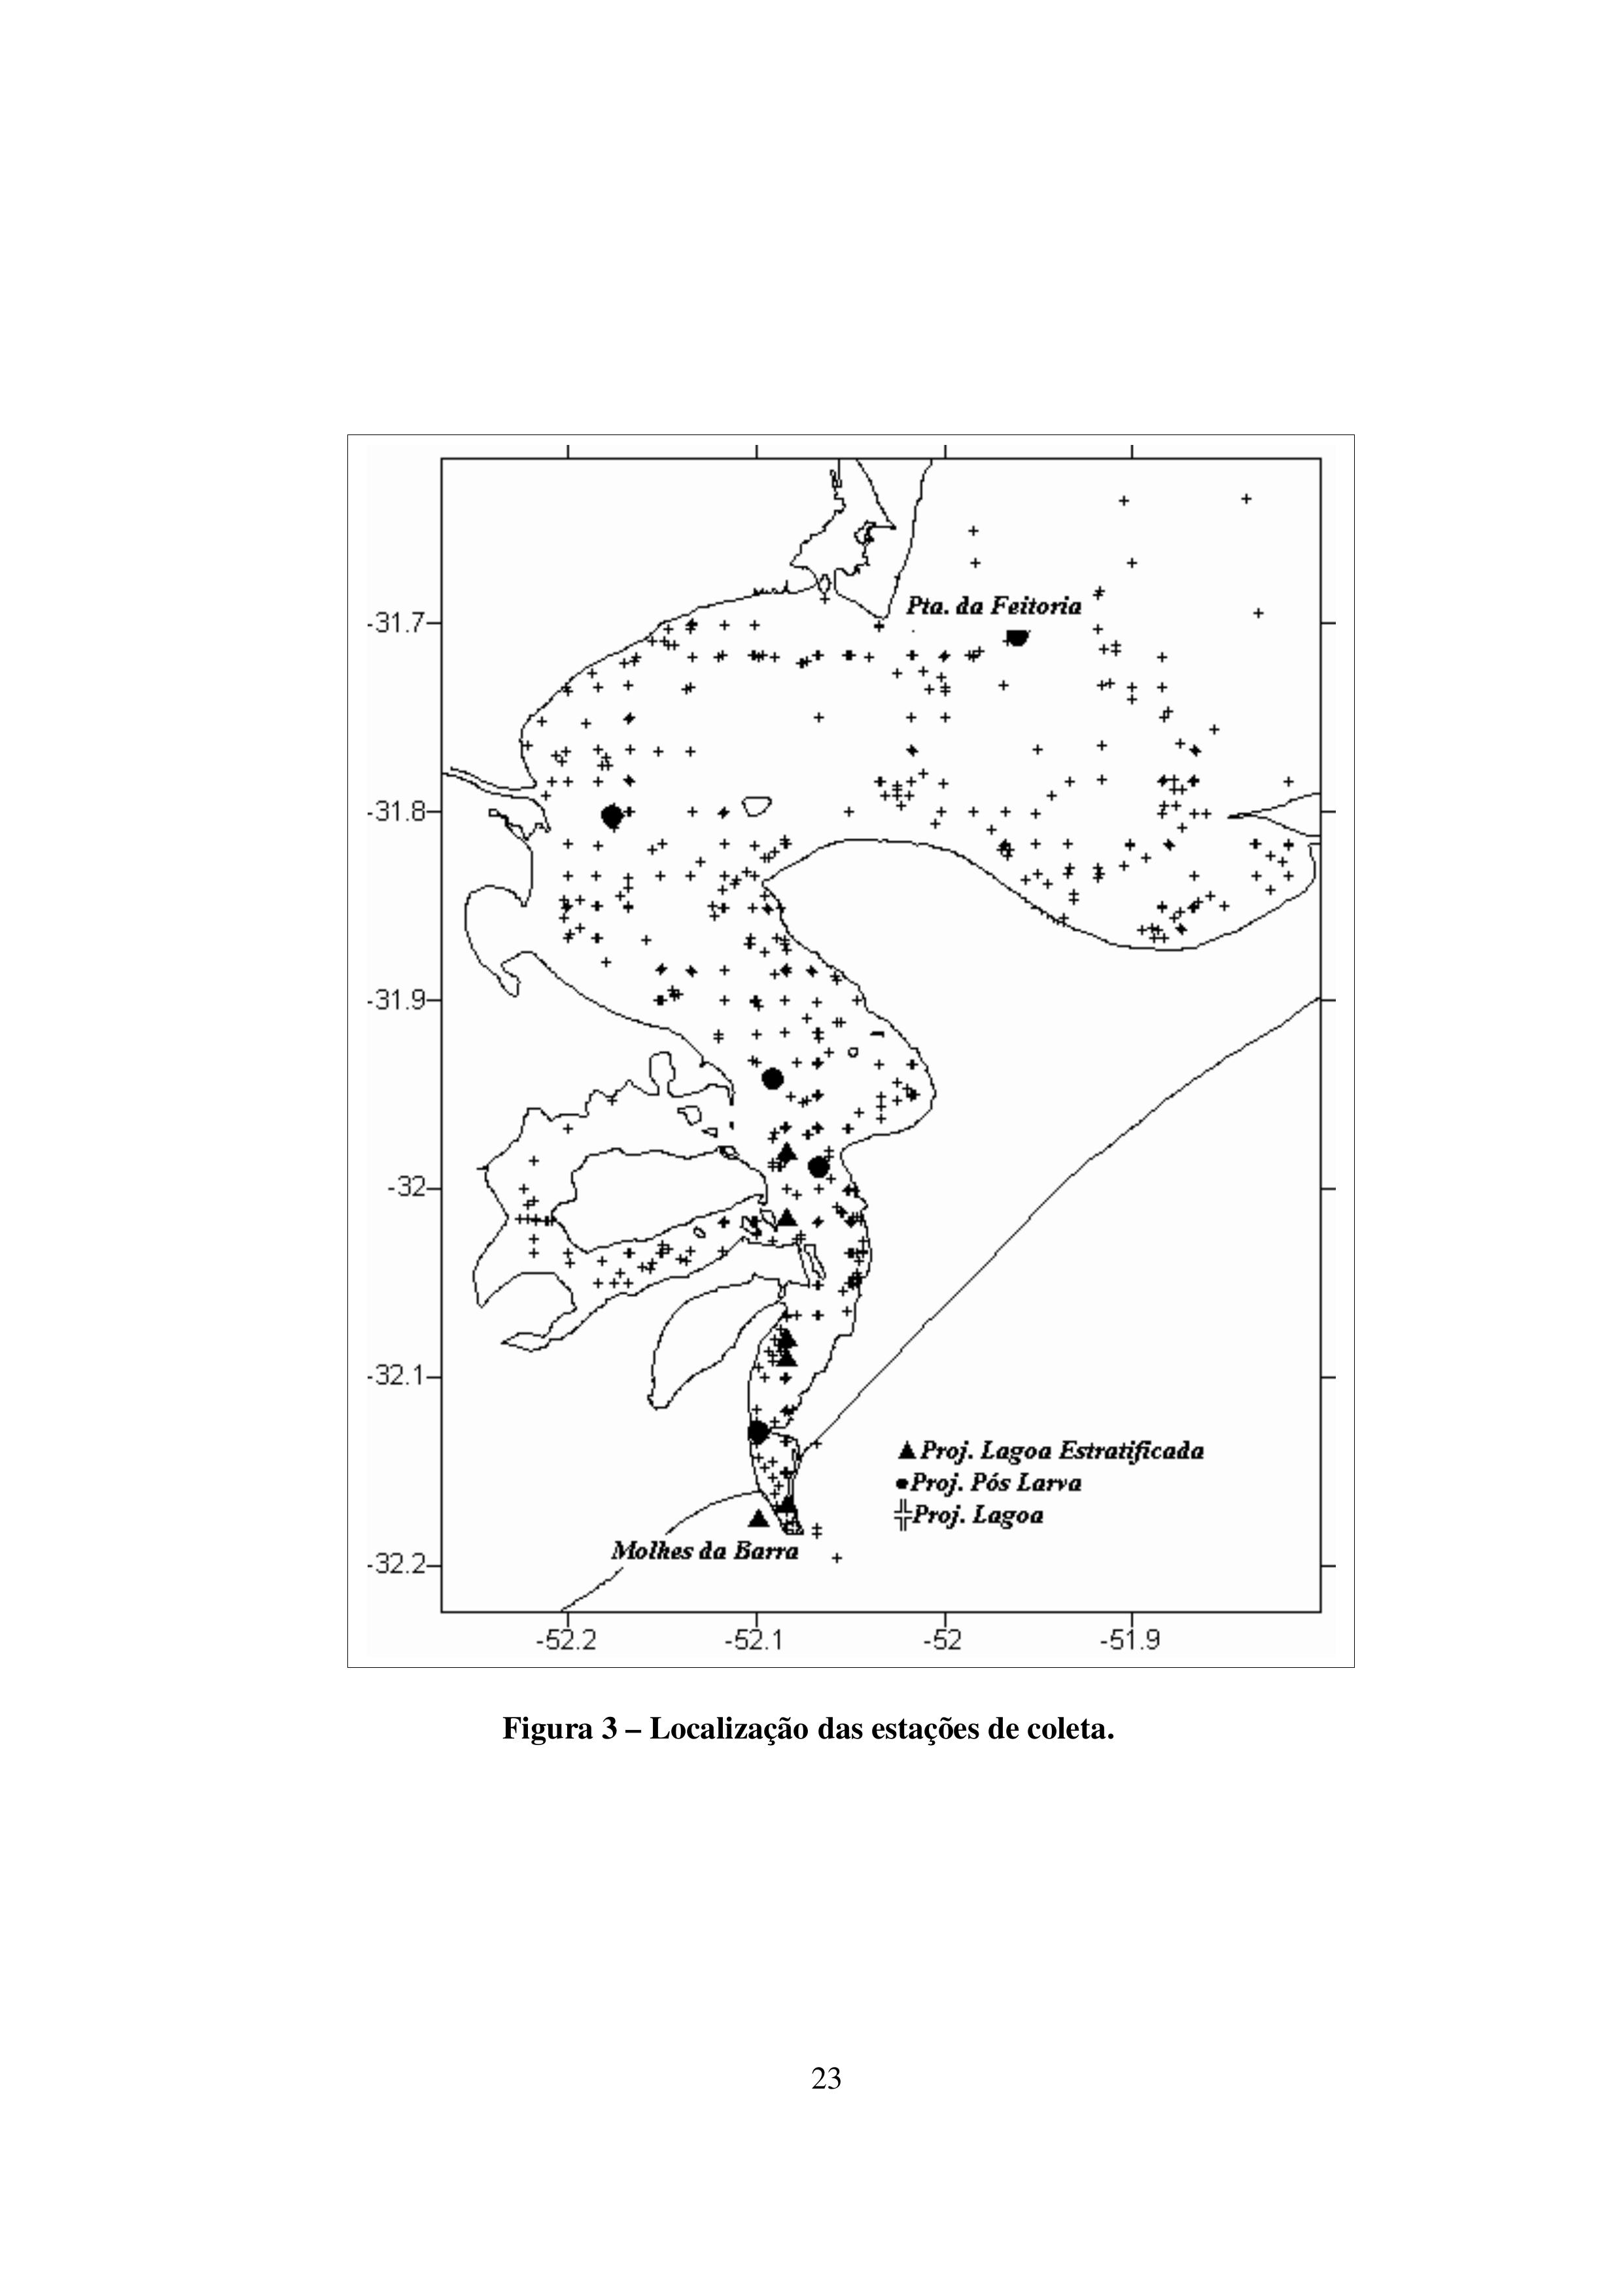 Pta. da Feitoria
-31.7
-31.8
-31.9
-32
-32.1
-32.2
Proj. Lagoa Estratificada
Proj. Pós Larva
Proj. Lagoa
Molhes da Barra
-52.2 -52.1 -52 -51.9
Figura 3 – Localização das estações de coleta.
23